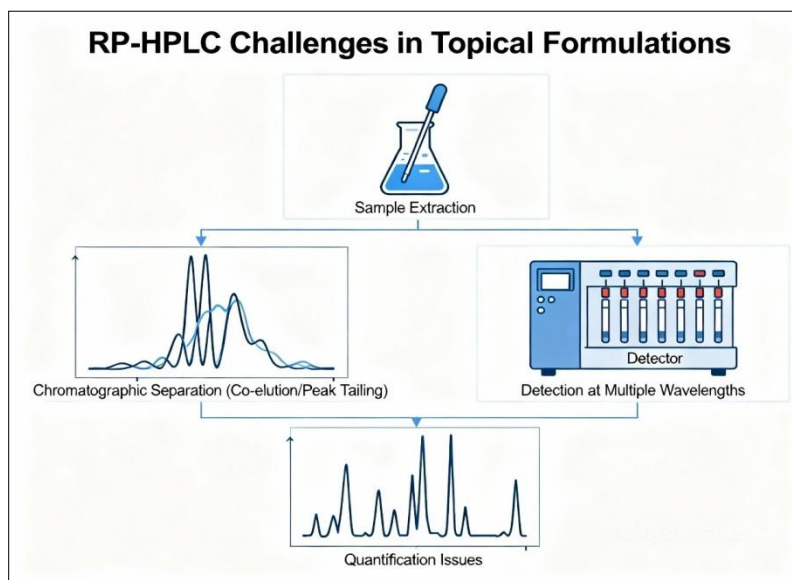 RP-HPLC Challenges in Topical Formulations
Sample Extraction
Detector
Chromatographic Separation (Co-elution/Peak Tailing)
Detection at Multiple Wavelengths
Quantification Issues